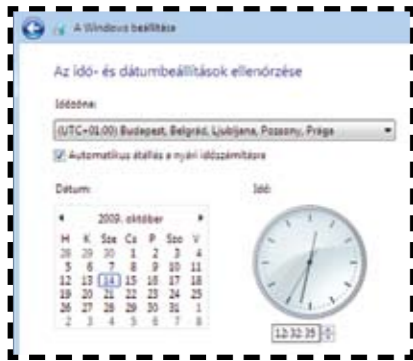 A Windows beállítása
Az idő- és dátumbeállítások ellenőrzése
Időzóna:
(UTC+01:00) Budapest, Belgrád, Ljubljana, Pozsony, Prága
Automatikus átállás a nyári időszámításra
Dátum:
Idő:
2009. október
H K Sze Cs P Szo V
28 29 30 1 2 3 4
5 6 7 8 9 10 11
12 13 14 15 16 17 18
19 20 21 22 23 24 25
26 27 28 29 30 31 1
2 3 4 5 6 7 8
12:32:35